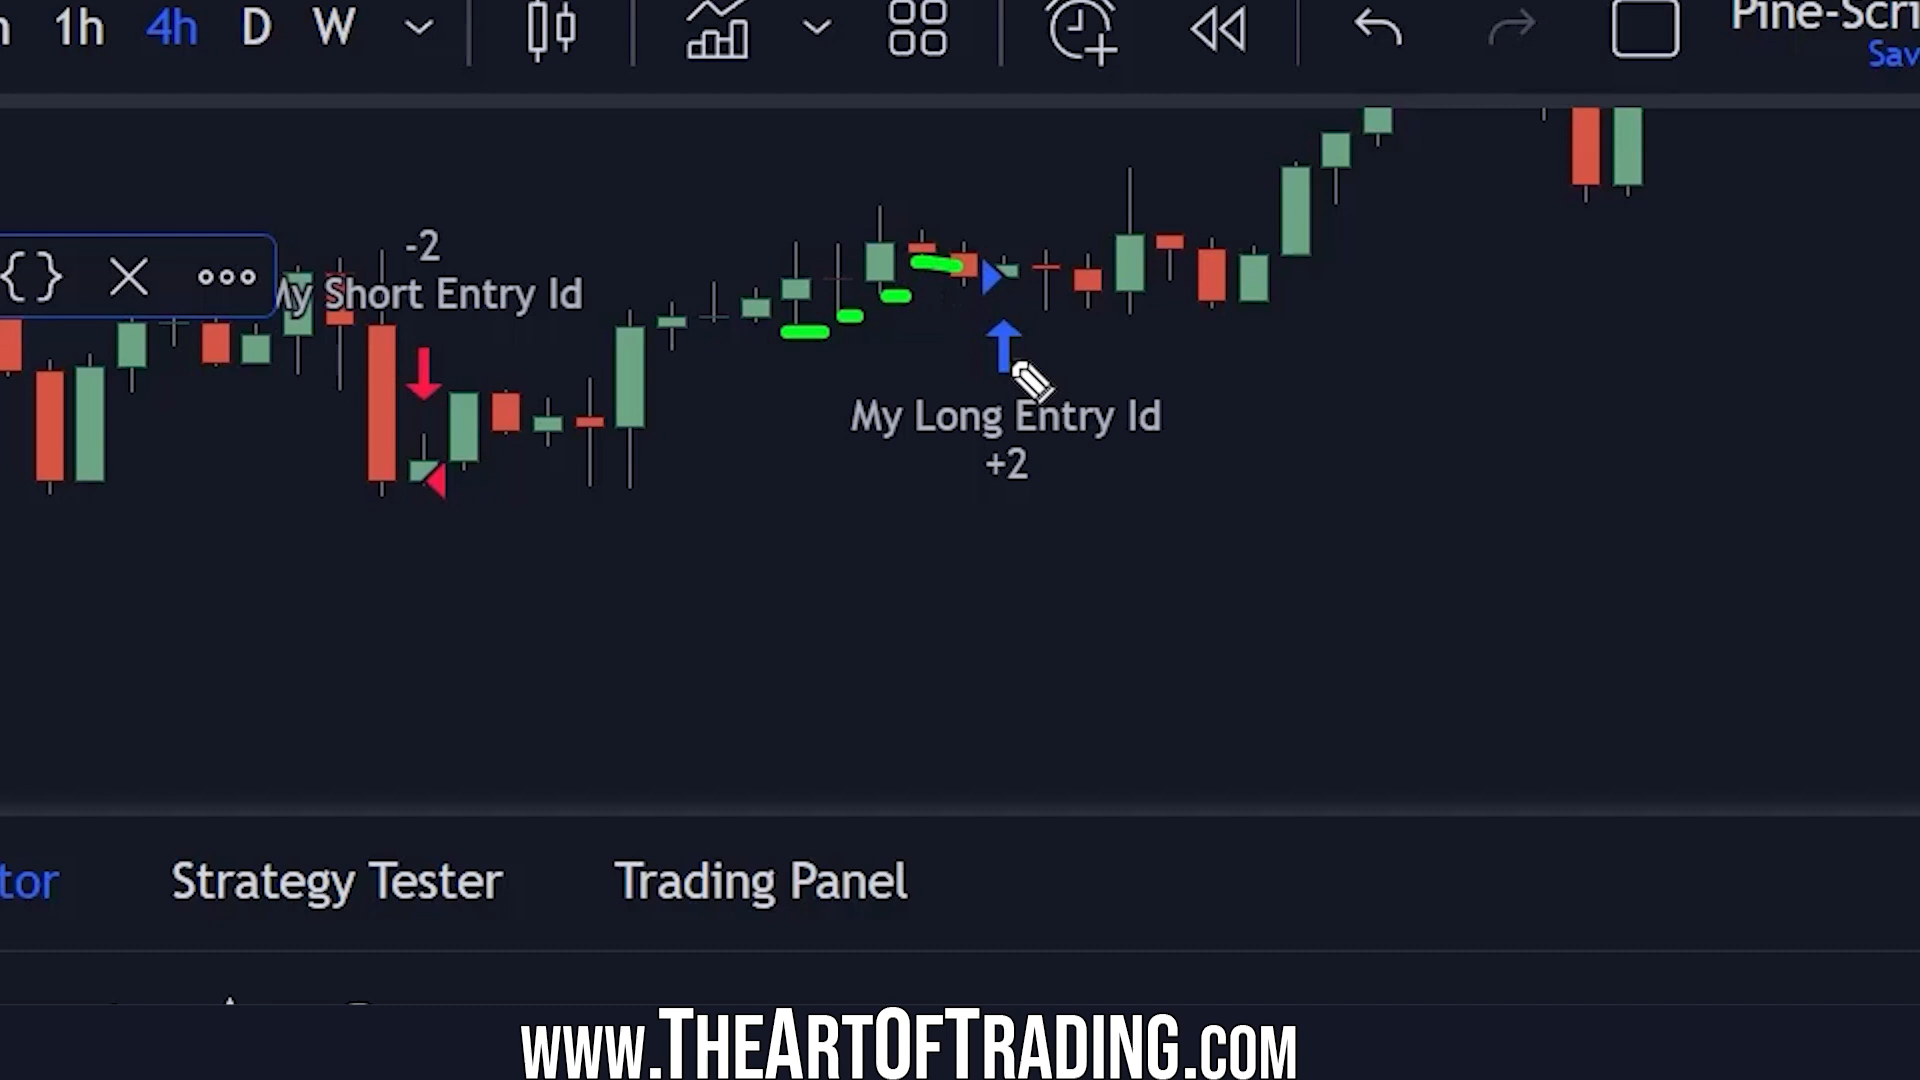 1h 4h D W
Pine-Scri
Sav
-2
My Short Entry Id
My Long Entry Id
+2
tor Strategy Tester Trading Panel
www.TheArtOfTrading.com